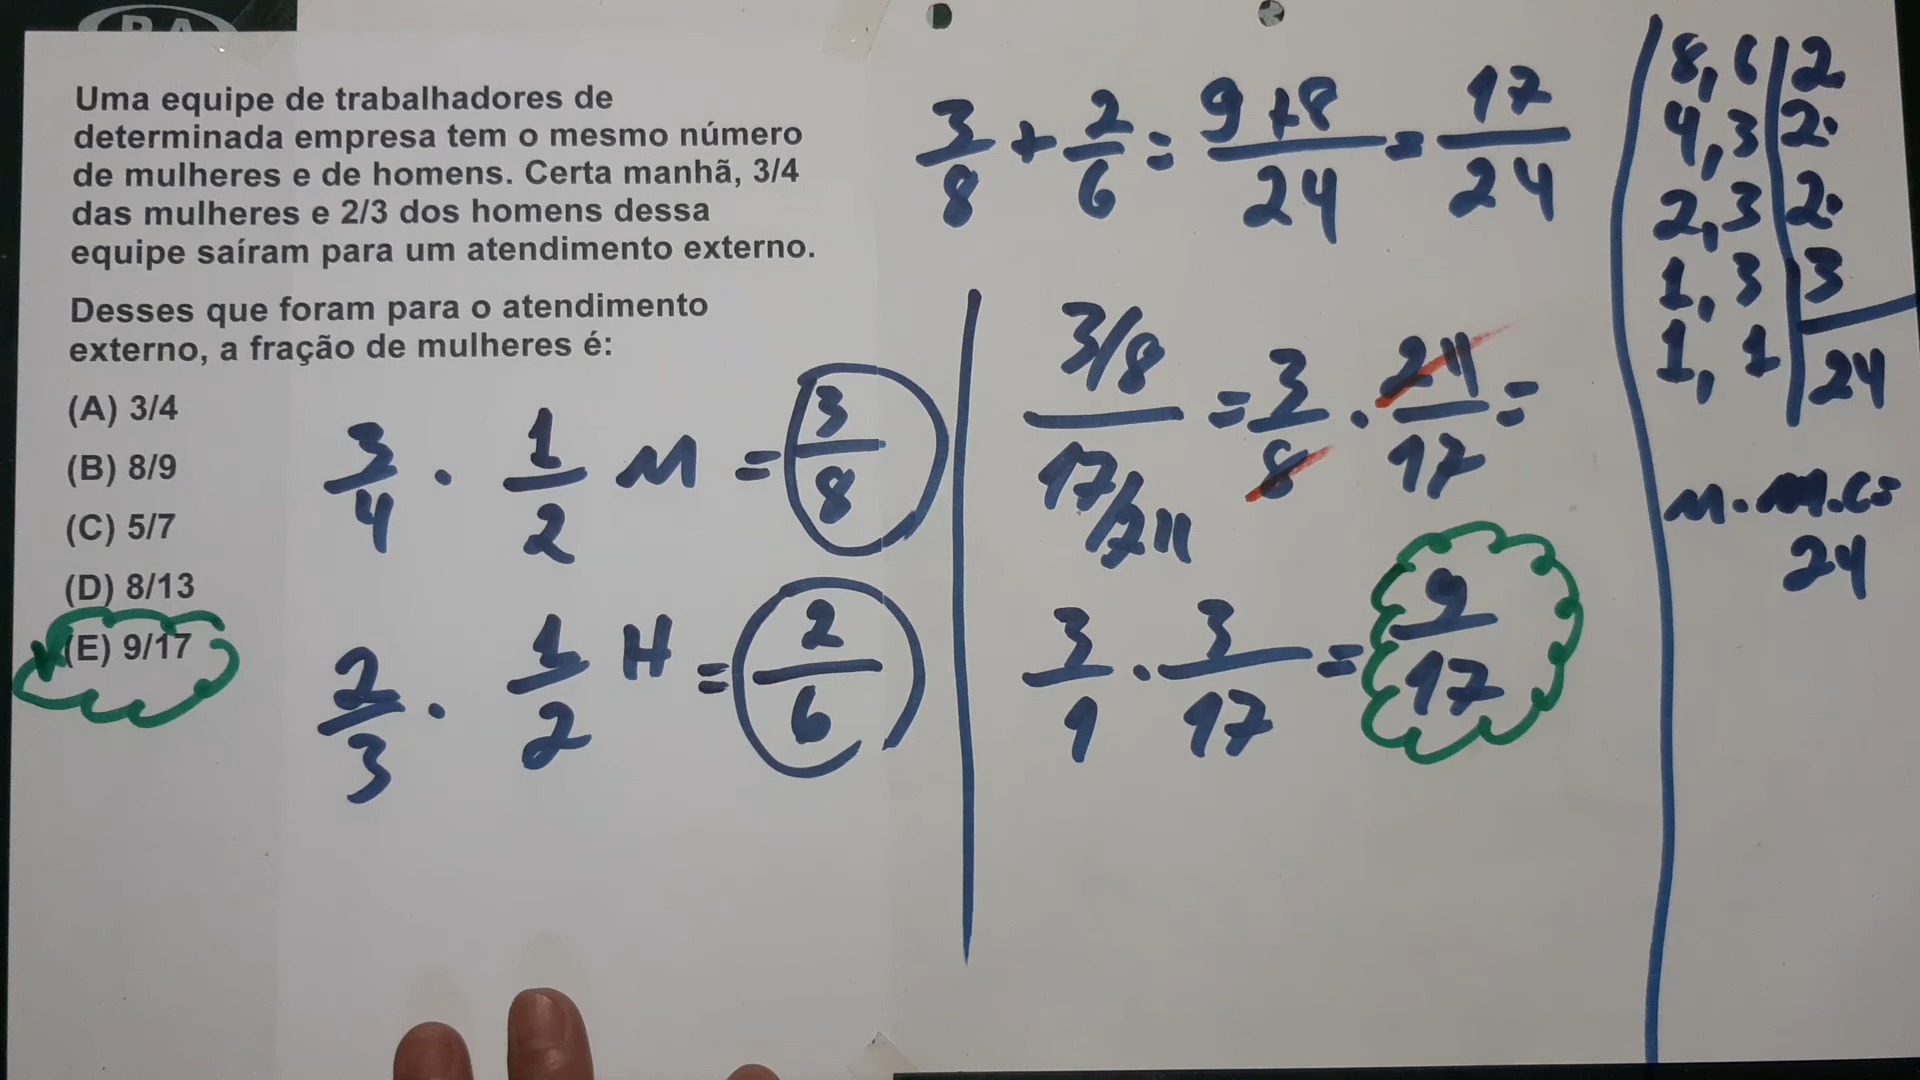 Uma equipe de trabalhadores de
determinada empresa tem o mesmo número
de mulheres e de homens. Certa manhã, 3/4
das mulheres e 2/3 dos homens dessa
equipe saíram para um atendimento externo.
Desses que foram para o atendimento
externo, a fração de mulheres é:
(A) 3/4
(B) 8/9
(C) 5/7
(D) 8/13
(E) 9/17
3/4 · 1/2 M = 3/8
2/3 · 1/2 H = 2/6
3/8 + 2/6 = 9+8/24 = 17/24
3/8 / 17/24 = 3/8 · 24/17 =
3/1 · 3/17 = 9/17
8, 6 | 2
4, 3 | 2
2, 3 | 2
1, 3 | 3
1, 1 | 24
M.M.C=
24